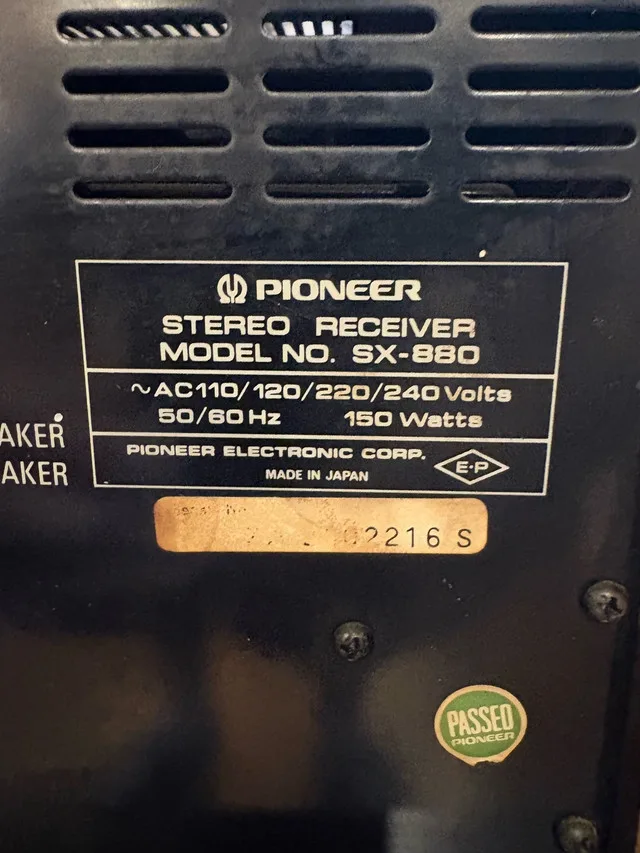 PIONEER
STEREO RECEIVER
MODEL NO. SX-880
~AC110/120/220/240 Volts
50/60 Hz 150 Watts
PIONEER ELECTRONIC CORP.
E·P
MADE IN JAPAN
AKER
AKER
2216 S
PASSED
PIONEER